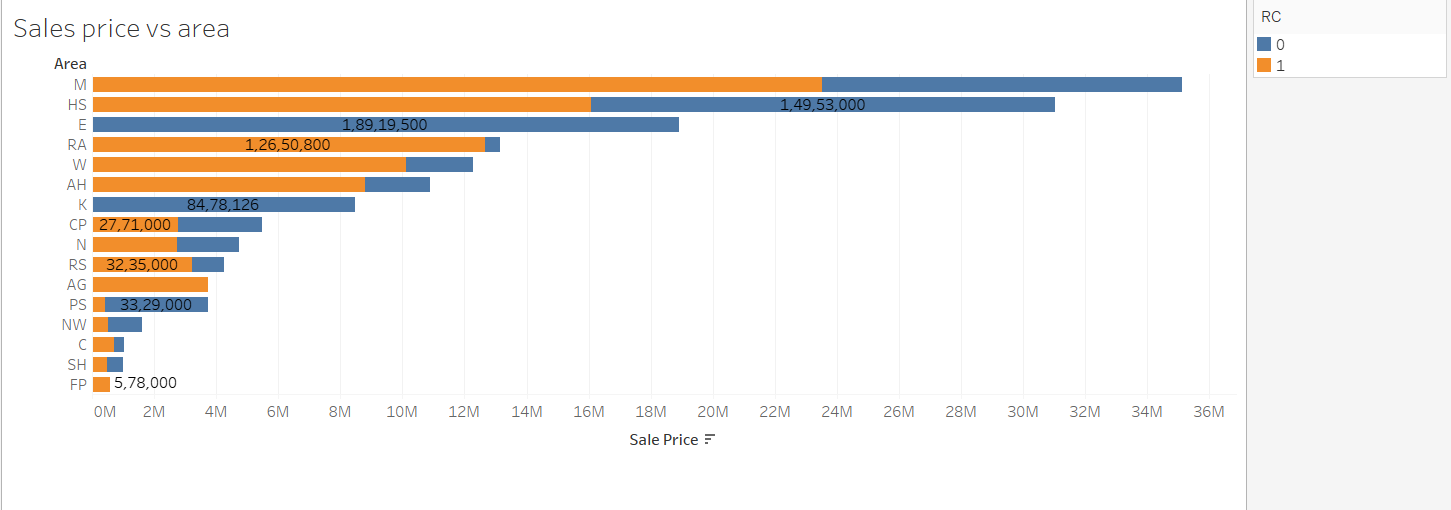 Sales price vs area
Area
M
HS 1,49,53,000
E 1,89,19,500
RA 1,26,50,800
W
AH
K 84,78,126
CP 27,71,000
N
RS 32,35,000
AG
PS 33,29,000
NW
C
SH
FP 5,78,000
0M 2M 4M 6M 8M 10M 12M 14M 16M 18M 20M 22M 24M 26M 28M 30M 32M 34M 36M
Sale Price
RC
0
1